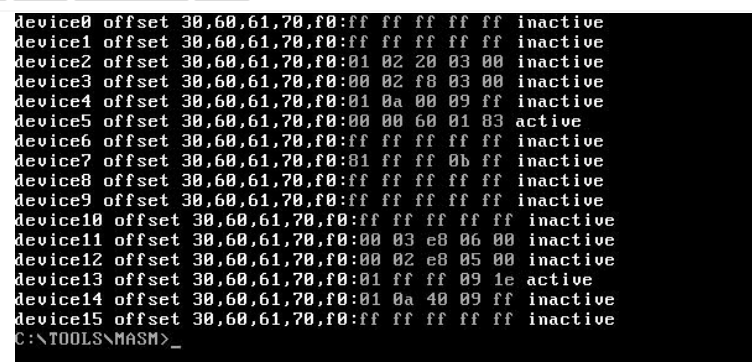 device0 offset 30,60,61,70,f0:ff ff ff ff ff inactive
device1 offset 30,60,61,70,f0:ff ff ff ff ff inactive
device2 offset 30,60,61,70,f0:01 02 20 03 00 inactive
device3 offset 30,60,61,70,f0:00 02 f8 03 00 inactive
device4 offset 30,60,61,70,f0:01 0a 00 09 ff inactive
device5 offset 30,60,61,70,f0:00 00 60 01 83 active
device6 offset 30,60,61,70,f0:ff ff ff ff ff inactive
device7 offset 30,60,61,70,f0:81 ff ff 0b ff inactive
device8 offset 30,60,61,70,f0:ff ff ff ff ff inactive
device9 offset 30,60,61,70,f0:ff ff ff ff ff inactive
device10 offset 30,60,61,70,f0:ff ff ff ff ff inactive
device11 offset 30,60,61,70,f0:00 03 e8 06 00 inactive
device12 offset 30,60,61,70,f0:00 02 e8 05 00 inactive
device13 offset 30,60,61,70,f0:01 ff ff 09 1e active
device14 offset 30,60,61,70,f0:01 0a 40 09 ff inactive
device15 offset 30,60,61,70,f0:ff ff ff ff ff inactive
C:\TOOLS\MASM>_